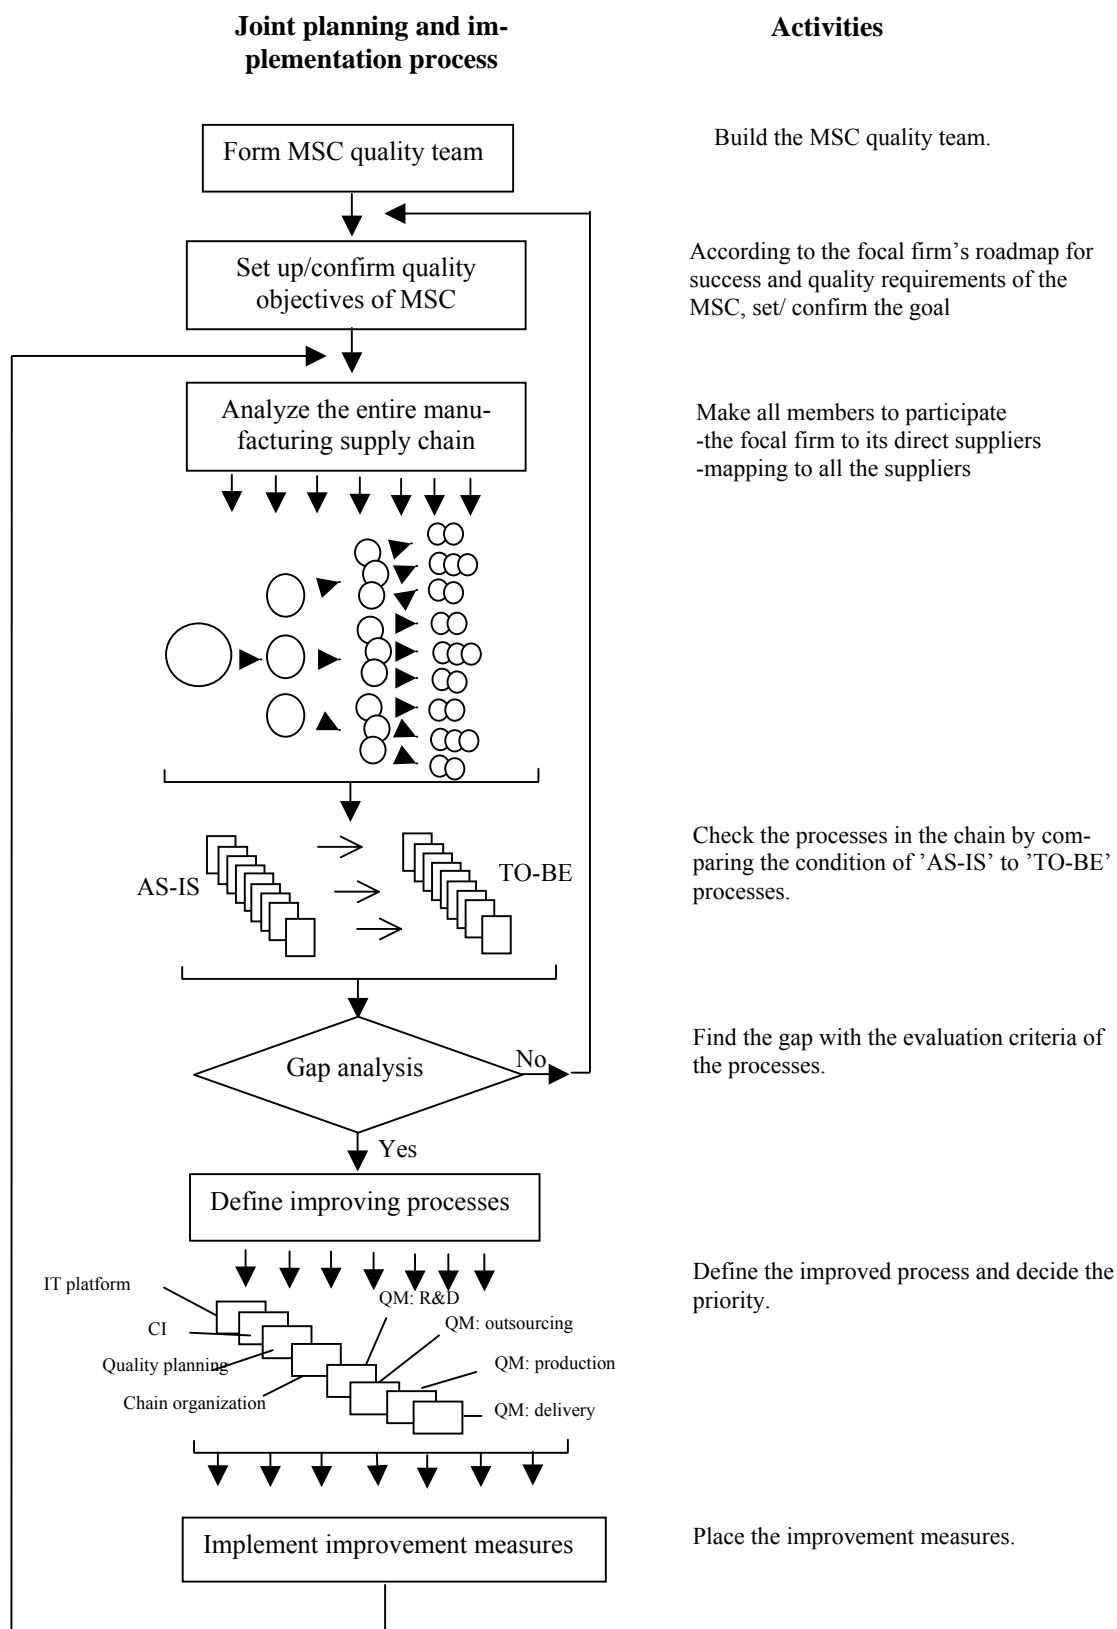 Joint planning and im-
plementation process
Activities
Form MSC quality team
Build the MSC quality team.
Set up/confirm quality
objectives of MSC
According to the focal firm's roadmap for
success and quality requirements of the
MSC, set/ confirm the goal
Analyze the entire manu-
facturing supply chain
Make all members to participate
-the focal firm to its direct suppliers
-mapping to all the suppliers
AS-IS
TO-BE
Check the processes in the chain by com-
paring the condition of ’AS-IS’ to ’TO-BE’
processes.
Gap analysis
No
Find the gap with the evaluation criteria of
the processes.
Yes
Define improving processes
Define the improved process and decide the
priority.
IT platform
CI
Quality planning
Chain organization
QM: R&D
QM: outsourcing
QM: production
QM: delivery
Implement improvement measures
Place the improvement measures.